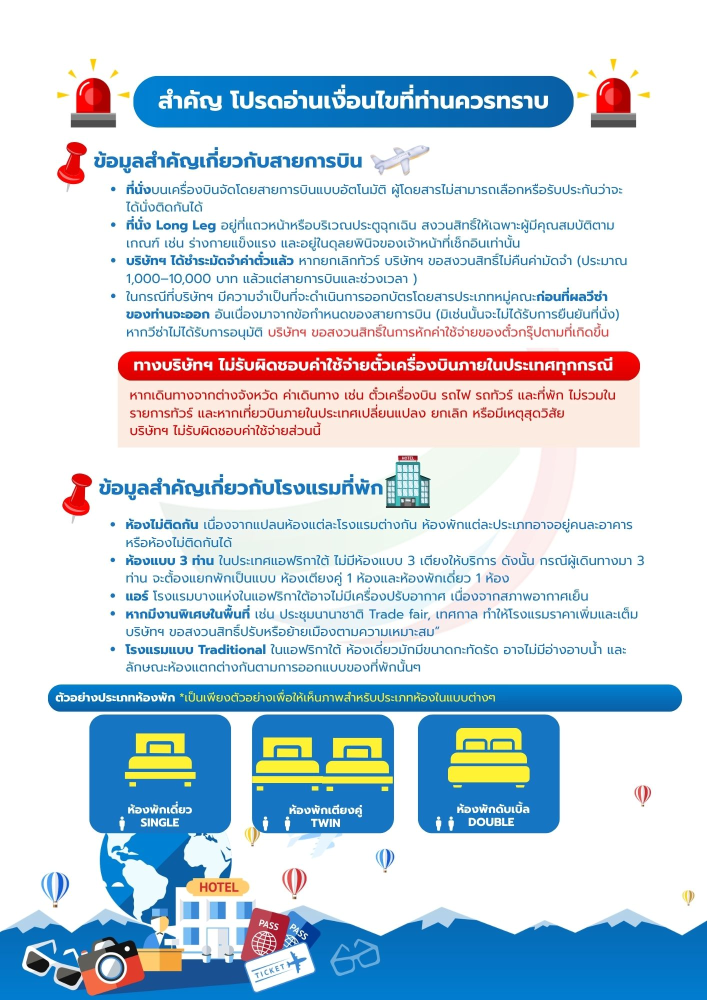 สำคัญ โปรดอ่านเงื่อนไขที่ท่านควรทราบ
ข้อมูลสำคัญเกี่ยวกับสายการบิน
• ที่นั่งบนเครื่องบินจัดโดยสายการบินแบบอัตโนมัติ ผู้โดยสารไม่สามารถเลือกหรือรับประกันว่าจะ
ได้นั่งติดกันได้
• ที่นั่ง Long Leg อยู่ที่แถวหน้าหรือบริเวณประตูฉุกเฉิน สงวนสิทธิ์ให้เฉพาะผู้มีคุณสมบัติตาม
เกณฑ์ เช่น ร่างกายแข็งแรง และอยู่ในดุลยพินิจของเจ้าหน้าที่เช็กอินเท่านั้น
• บริษัทฯ ได้ชำระมัดจำค่าตั๋วแล้ว หากยกเลิกทัวร์ บริษัทฯ ขอสงวนสิทธิ์ไม่คืนค่ามัดจำ (ประมาณ
1,000–10,000 บาท แล้วแต่สายการบินและช่วงเวลา )
• ในกรณีที่บริษัทฯ มีความจำเป็นที่จะดำเนินการออกบัตรโดยสารประเภทหมู่คณะก่อนที่ผลวีซ่า
ของท่านจะออก อันเนื่องมาจากข้อกำหนดของสายการบิน (มิเช่นนั้นจะไม่ได้รับการยืนยันที่นั่ง)
หากวีซ่าไม่ได้รับการอนุมัติ บริษัทฯ ขอสงวนสิทธิ์ในการหักค่าใช้จ่ายของตั๋วกรุ๊ปตามที่เกิดขึ้น
ทางบริษัทฯ ไม่รับผิดชอบค่าใช้จ่ายตั๋วเครื่องบินภายในประเทศทุกกรณี
หากเดินทางจากต่างจังหวัด ค่าเดินทาง เช่น ตั๋วเครื่องบิน รถไฟ รถทัวร์ และที่พัก ไม่รวมใน
รายการทัวร์ และหากเที่ยวบินภายในประเทศเปลี่ยนแปลง ยกเลิก หรือมีเหตุสุดวิสัย
บริษัทฯ ไม่รับผิดชอบค่าใช้จ่ายส่วนนี้
HOTEL
ข้อมูลสำคัญเกี่ยวกับโรงแรมที่พัก
• ห้องไม่ติดกัน เนื่องจากแปลนห้องแต่ละโรงแรมต่างกัน ห้องพักแต่ละประเภทอาจอยู่คนละอาคาร
หรือห้องไม่ติดกันได้
• ห้องแบบ 3 ท่าน ในประเทศแอฟริกาใต้ ไม่มีห้องแบบ 3 เตียงให้บริการ ดังนั้น กรณีผู้เดินทางมา 3
ท่าน จะต้องแยกพักเป็นแบบ ห้องเตียงคู่ 1 ห้องและห้องพักเดี่ยว 1 ห้อง
• แอร์ โรงแรมบางแห่งในแอฟริกาใต้อาจไม่มีเครื่องปรับอากาศ เนื่องจากสภาพอากาศเย็น
• หากมีงานพิเศษในพื้นที่ เช่น ประชุมนานาชาติ Trade fair, เทศกาล ทำให้โรงแรมราคาเพิ่มและเต็ม
บริษัทฯ ขอสงวนสิทธิ์ปรับหรือย้ายเมืองตามความเหมาะสม”
• โรงแรมแบบ Traditional ในแอฟริกาใต้ ห้องเดี่ยวมักมีขนาดกะทัดรัด อาจไม่มีอ่างอาบน้ำ และ
ลักษณะห้องแตกต่างกันตามการออกแบบของที่พักนั้นๆ
ตัวอย่างประเภทห้องพัก *เป็นเพียงตัวอย่างเพื่อให้เห็นภาพสำหรับประเภทห้องในแบบต่างๆ
ห้องพักเดี่ยว
SINGLE
ห้องพักเตียงคู่
TWIN
ห้องพักดับเบิ้ล
DOUBLE
HOTEL
PASS
PASS
TICKET